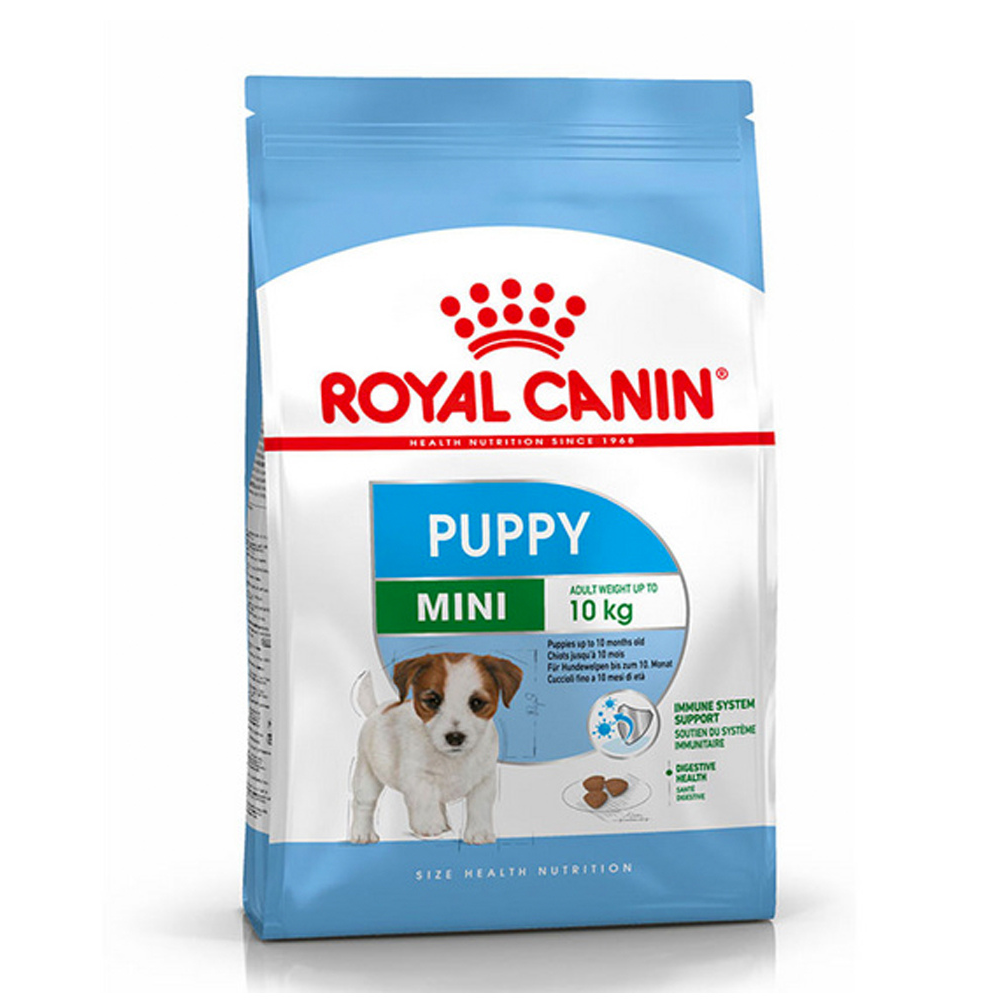 ROYAL CANIN®
HEALTH NUTRITION SINCE 1968
PUPPY
MINI
ADULT WEIGHT UP TO
10 kg
Puppies up to 10 months old
Chiots jusqu'à 10 mois
Für Hundewelpen bis zum 10. Monat
Cuccioli fino a 10 mesi di età
IMMUNE SYSTEM
SUPPORT
SOUTIEN DU SYSTÈME
IMMUNITAIRE
DIGESTIVE
HEALTH
SANTÉ
DIGESTIVE
SIZE HEALTH NUTRITION